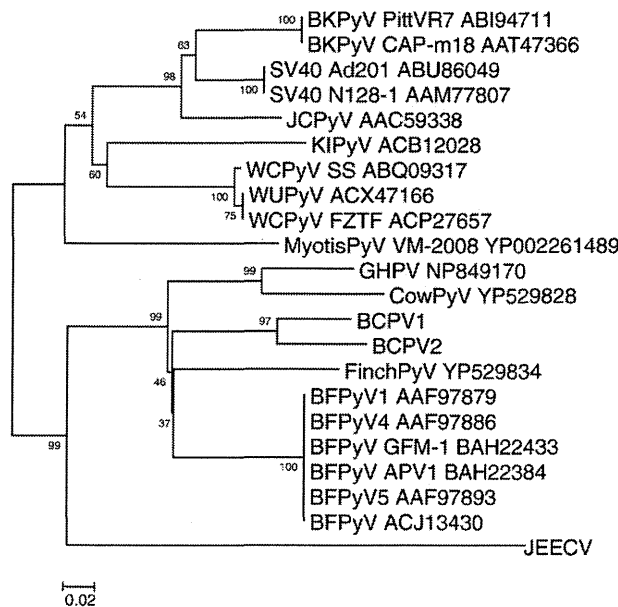 BKPyV PittVR7 ABI94711
100
BKPyV CAP-m18 AAT47366
63
SV40 Ad201 ABU86049
98
100
SV40 N128-1 AAM77807
54
JCPyV AAC59338
KIPyV ACB12028
60
WCPyV SS ABQ09317
100
WUPyV ACX47166
75
WCPyV FZTF ACP27657
MyotisPyV VM-2008 YP002261489
99
GHPV NP849170
CowPyV YP529828
99
97
BCPV1
BCPV2
46
FinchPyV YP529834
BFPyV1 AAF97879
37
BFPyV4 AAF97886
99
BFPyV GFM-1 BAH22433
100
BFPyV APV1 BAH22384
BFPyV5 AAF97893
BFPyV ACJ13430
JEECV
0.02